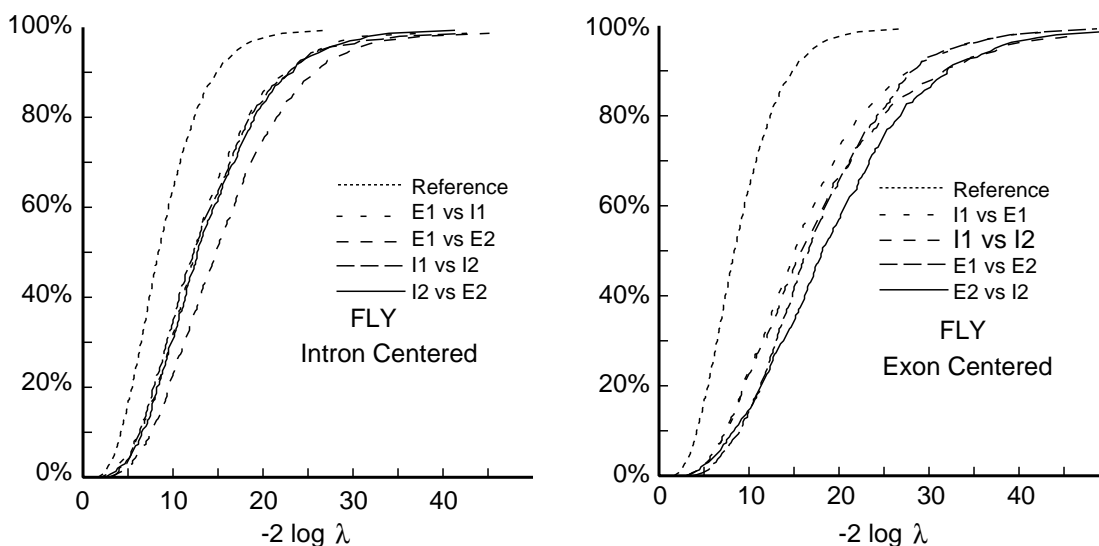 100%
80%
60%
40%
20%
0%
0 10 20 30 40
-2 log λ
Reference
E1 vs I1
E1 vs E2
I1 vs I2
I2 vs E2
FLY
Intron Centered
100%
80%
60%
40%
20%
0%
0 10 20 30 40
-2 log λ
Reference
I1 vs E1
I1 vs I2
E1 vs E2
E2 vs I2
FLY
Exon Centered